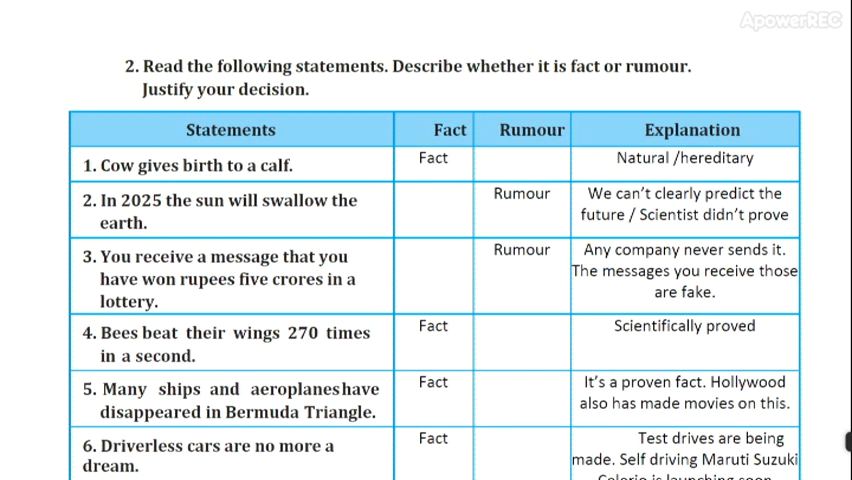 ApowerREC
2. Read the following statements. Describe whether it is fact or rumour.
Justify your decision.
Statements Fact Rumour Explanation
1. Cow gives birth to a calf. Fact Natural /hereditary
2. In 2025 the sun will swallow the Rumour We can't clearly predict the
earth. future / Scientist didn't prove
3. You receive a message that you Rumour Any company never sends it.
have won rupees five crores in a The messages you receive those
lottery. are fake.
4. Bees beat their wings 270 times Fact Scientifically proved
in a second.
5. Many ships and aeroplanes have Fact It's a proven fact. Hollywood
disappeared in Bermuda Triangle. also has made movies on this.
6. Driverless cars are no more a Fact Test drives are being
dream. made. Self driving Maruti Suzuki